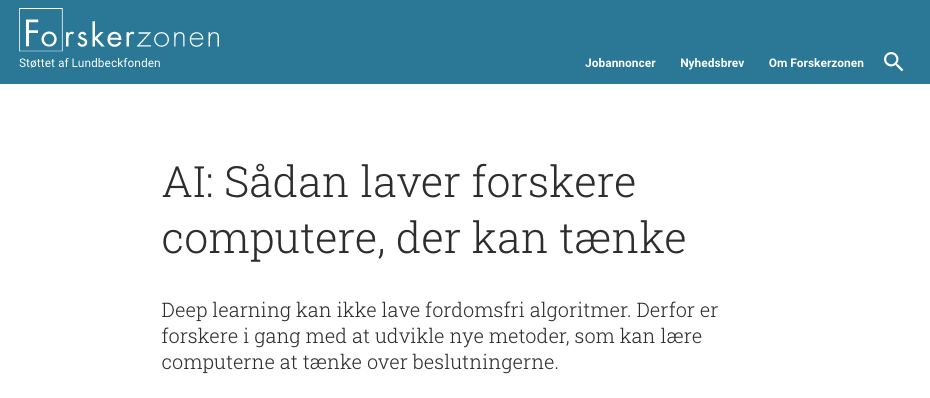 Forskerzonen
Støttet af Lundbeckfonden
Jobannoncer Nyhedsbrev Om Forskerzonen
AI: Sådan laver forskere
computere, der kan tænke
Deep learning kan ikke lave fordomsfri algoritmer. Derfor er
forskere i gang med at udvikle nye metoder, som kan lære
computerne at tænke over beslutningerne.